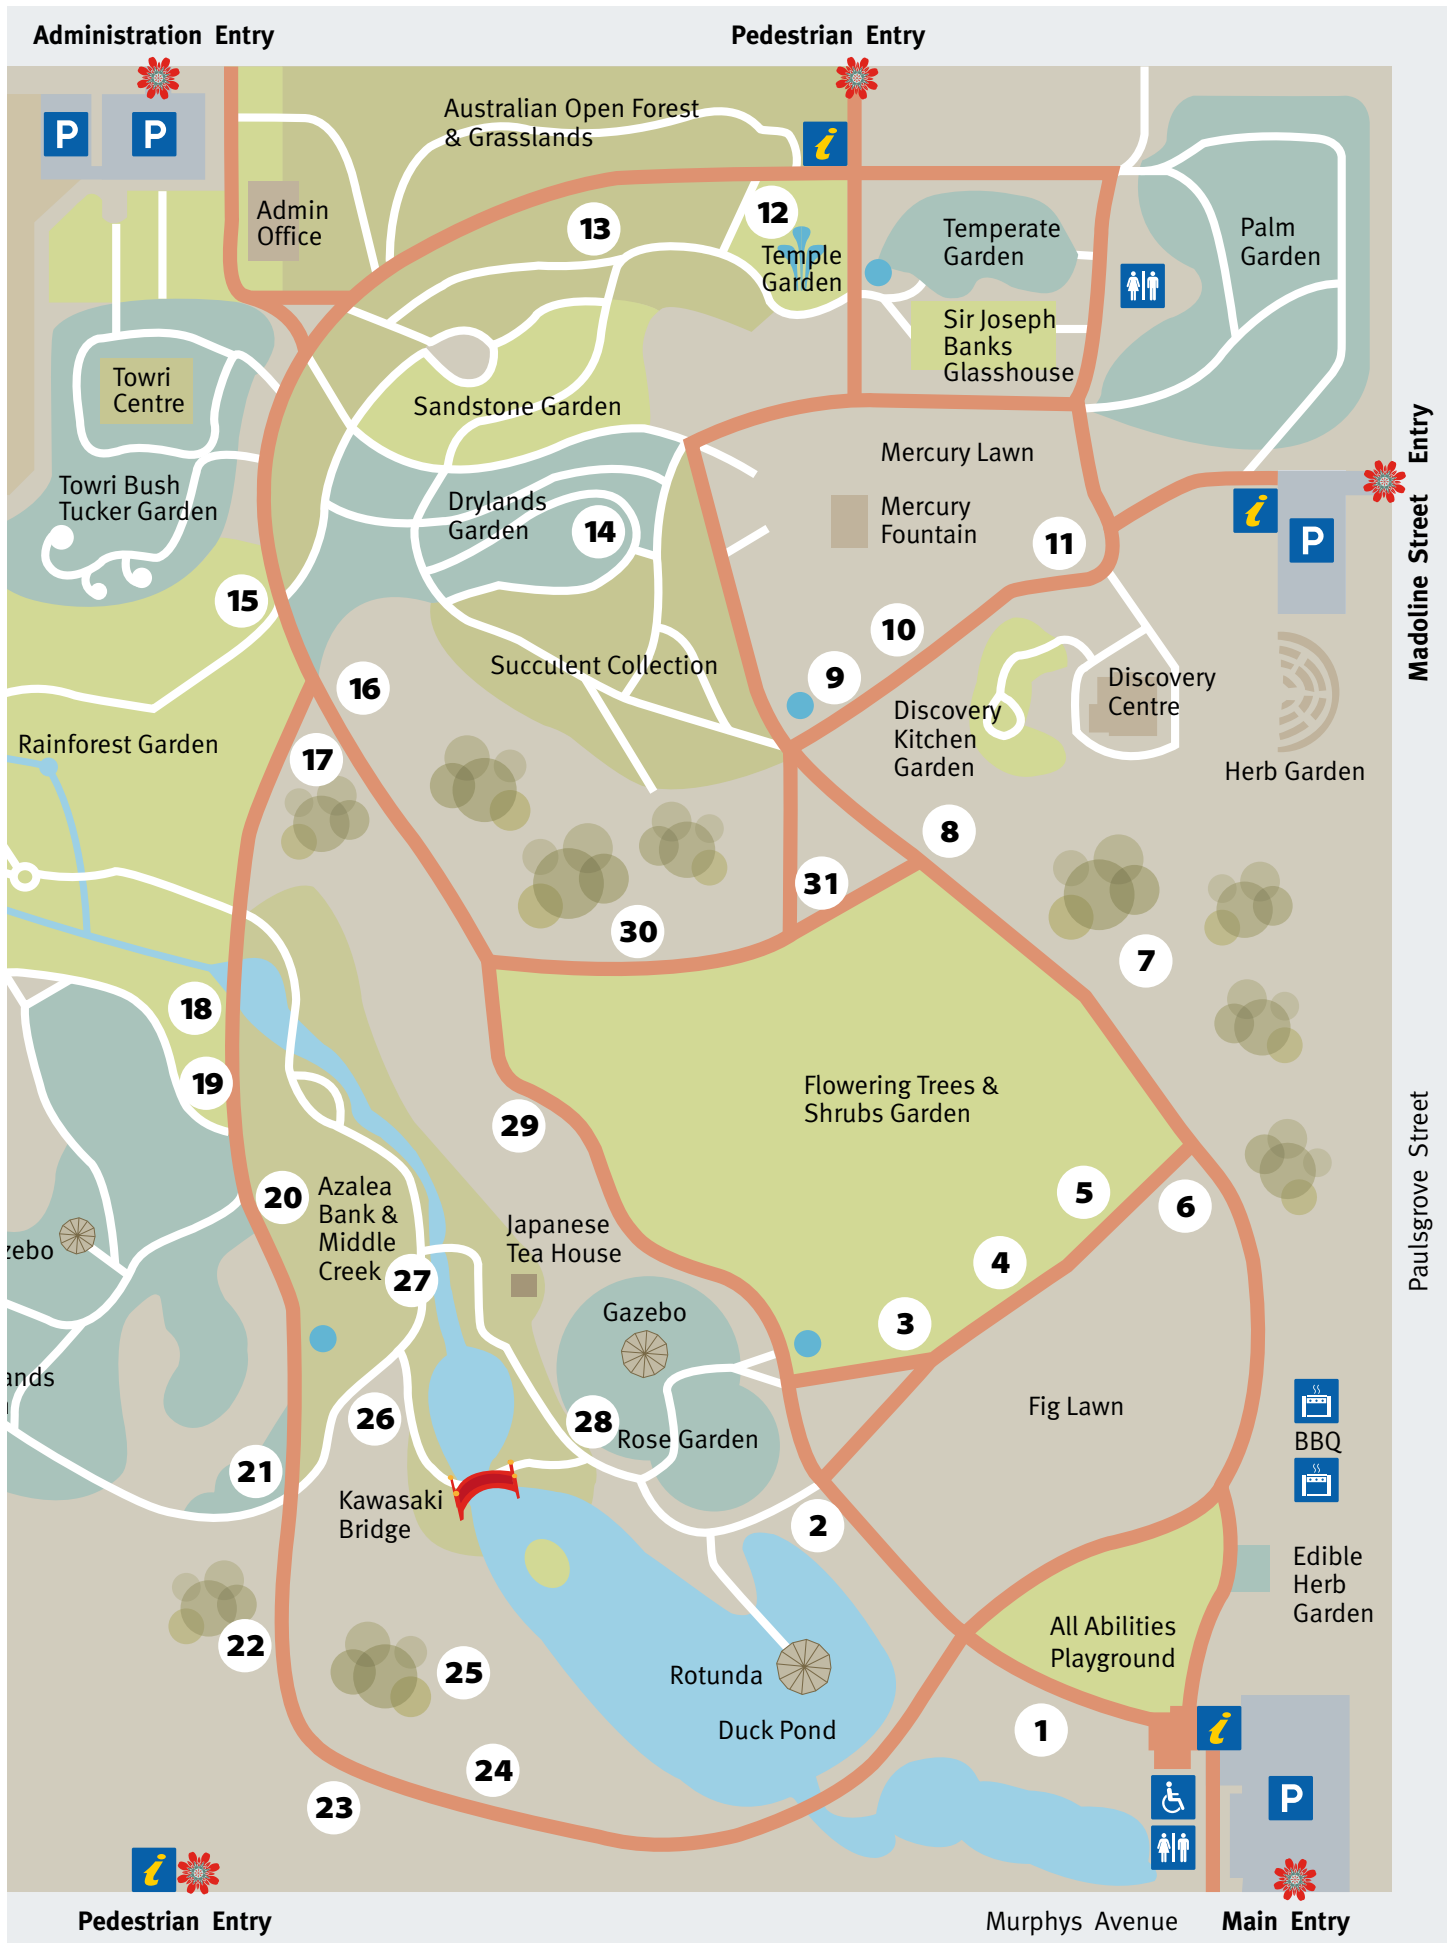 Administration Entry
Pedestrian Entry
P
P
Australian Open Forest
& Grasslands
i
Admin
Office
13
12
Temple
Garden
Temperate
Garden
Palm
Garden
Sir Joseph
Banks
Glasshouse
Towri
Centre
Sandstone Garden
Mercury Lawn
Madoline Street Entry
Towri Bush
Tucker Garden
Drylands
Garden
14
Mercury
Fountain
11
i
P
15
10
16
Succulent Collection
9
Discovery
Kitchen
Garden
Discovery
Centre
Herb Garden
Rainforest Garden
17
8
31
30
7
18
19
Flowering Trees &
Shrubs Garden
29
Paulsgrove Street
20
Azalea
Bank &
Middle
Creek
27
Japanese
Tea House
5
6
4
zebo
Gazebo
3
ands
26
28
Rose Garden
Fig Lawn
BBQ
21
Kawasaki
Bridge
2
Edible
Herb
Garden
22
25
All Abilities
Playground
Rotunda
Duck Pond
1
i
24
23
P
i
Pedestrian Entry
Murphys Avenue
Main Entry